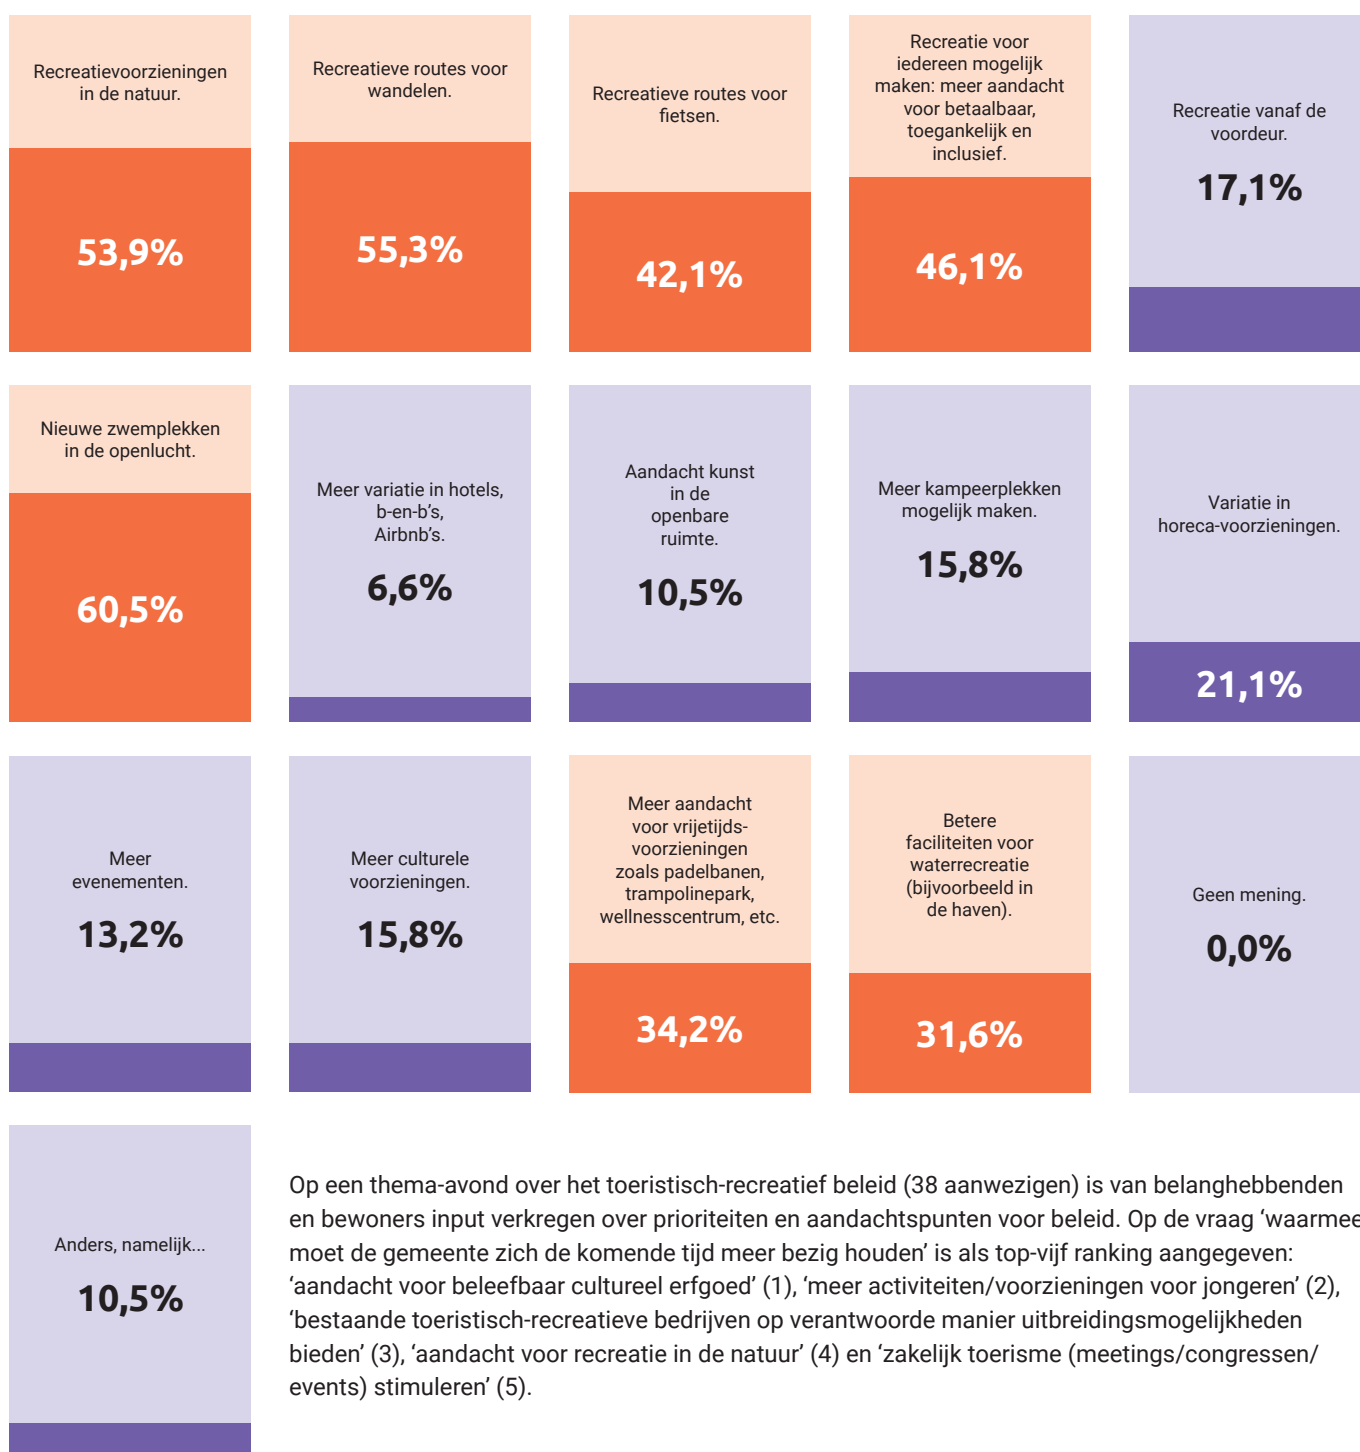 Recreatievoorzieningen
in de natuur.
53,9%
Recreatieve routes voor
wandelen.
55,3%
Recreatieve routes voor
fietsen.
42,1%
Recreatie voor
iedereen mogelijk
maken: meer aandacht
voor betaalbaar,
toegankelijk en
inclusief.
46,1%
Recreatie vanaf de
voordeur.
17,1%
Nieuwe zwemplekken
in de openlucht.
60,5%
Meer variatie in hotels,
b-en-b’s,
Airbnb’s.
6,6%
Aandacht kunst
in de
openbare
ruimte.
10,5%
Meer kampeerplekken
mogelijk maken.
15,8%
Variatie in
horeca-voorzieningen.
21,1%
Meer
evenementen.
13,2%
Meer culturele
voorzieningen.
15,8%
Meer aandacht
voor vrijetijds-
voorzieningen
zoals padelbanen,
trampolinepark,
wellnesscentrum, etc.
34,2%
Betere
faciliteiten voor
waterrecreatie
(bijvoorbeeld in
de haven).
31,6%
Geen mening.
0,0%
Anders, namelijk...
10,5%
Op een thema-avond over het toeristisch-recreatief beleid (38 aanwezigen) is van belanghebbenden
en bewoners input verkregen over prioriteiten en aandachtspunten voor beleid. Op de vraag ‘waarmee
moet de gemeente zich de komende tijd meer bezig houden’ is als top-vijf ranking aangegeven:
‘aandacht voor beleefbaar cultureel erfgoed’ (1), ‘meer activiteiten/voorzieningen voor jongeren’ (2),
‘bestaande toeristisch-recreatieve bedrijven op verantwoorde manier uitbreidingsmogelijkheden
bieden’ (3), ‘aandacht voor recreatie in de natuur’ (4) en ‘zakelijk toerisme (meetings/congressen/
events) stimuleren’ (5).